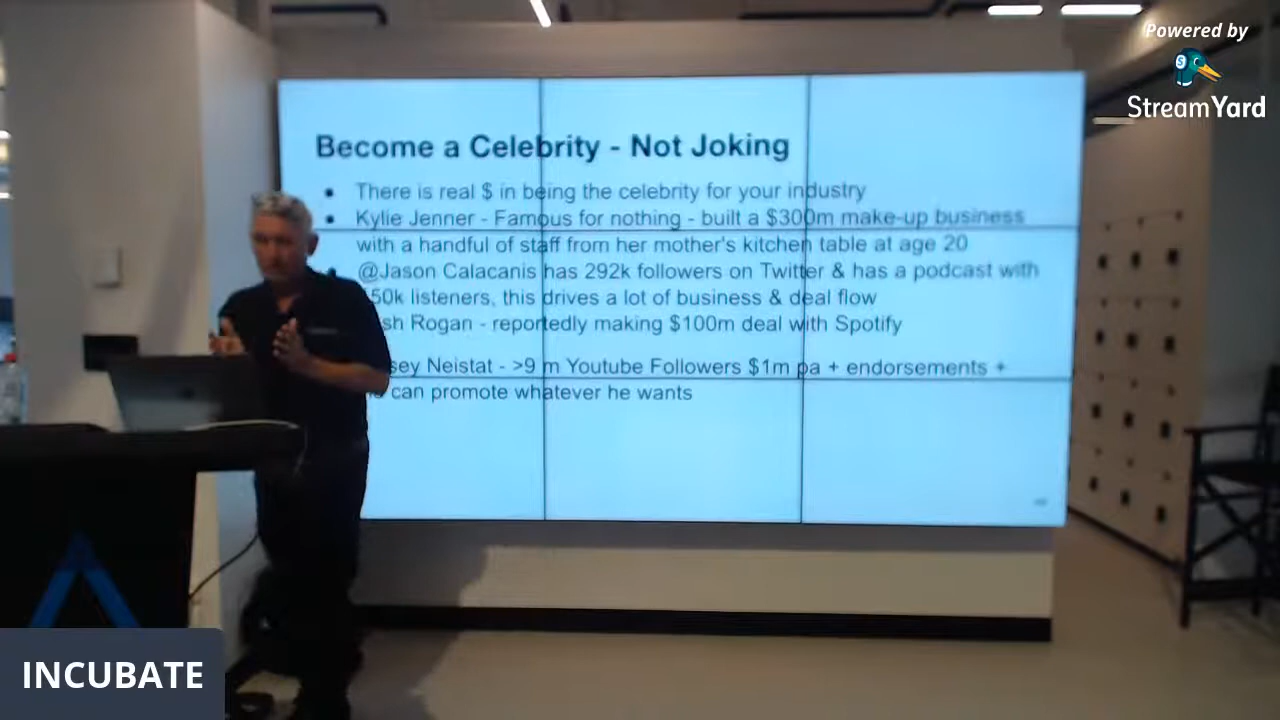 Powered by
StreamYard
Become a Celebrity - Not Joking
There is real $ in being the celebrity for your industry
Kylie Jenner - Famous for nothing - built a $300m make-up business
with a handful of staff from her mother's kitchen table at age 20
@Jason Calacanis has 292k followers on Twitter & has a podcast with
50k listeners, this drives a lot of business & deal flow
sh Rogan - reportedly making $100m deal with Spotify
sey Neistat - >9 m Youtube Followers $1m pa + endorsements +
can promote whatever he wants
INCUBATE